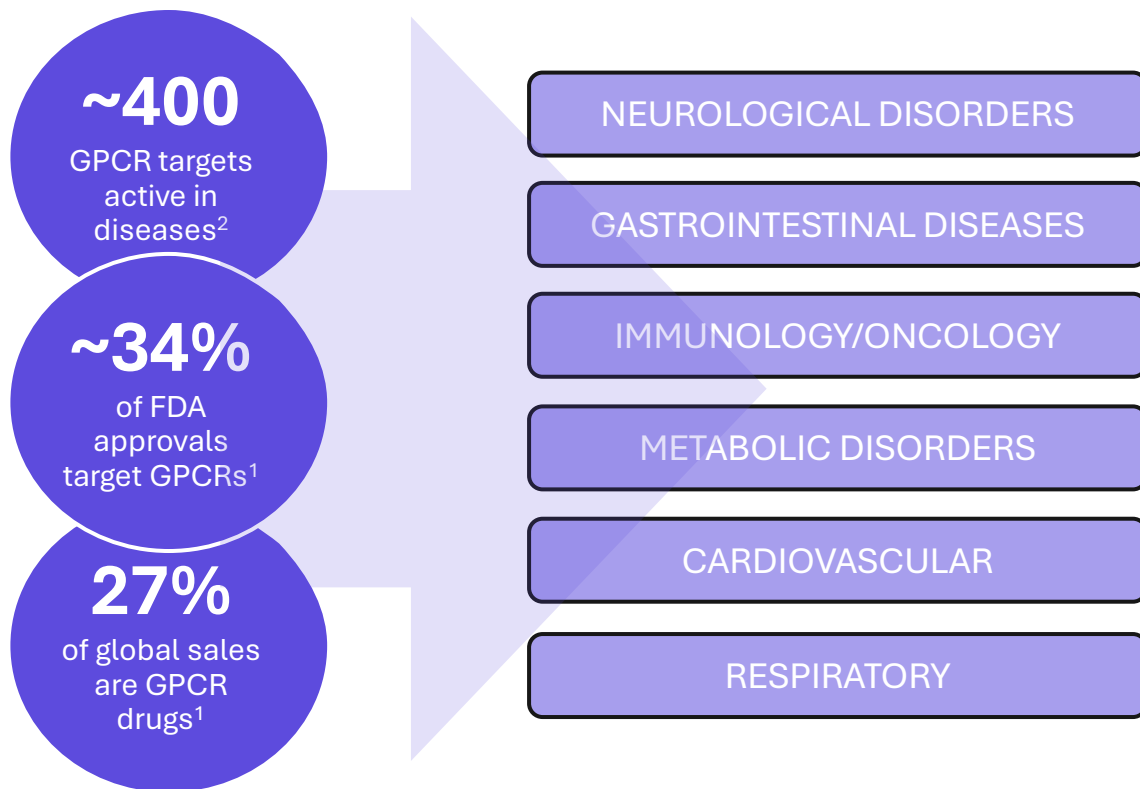 ~400
GPCR targets
active in
diseases²
~34%
of FDA
approvals
target GPCRs¹
27%
of global sales
are GPCR
drugs¹
NEUROLOGICAL DISORDERS
GASTROINTESTINAL DISEASES
IMMUNOLOGY/ONCOLOGY
METABOLIC DISORDERS
CARDIOVASCULAR
RESPIRATORY